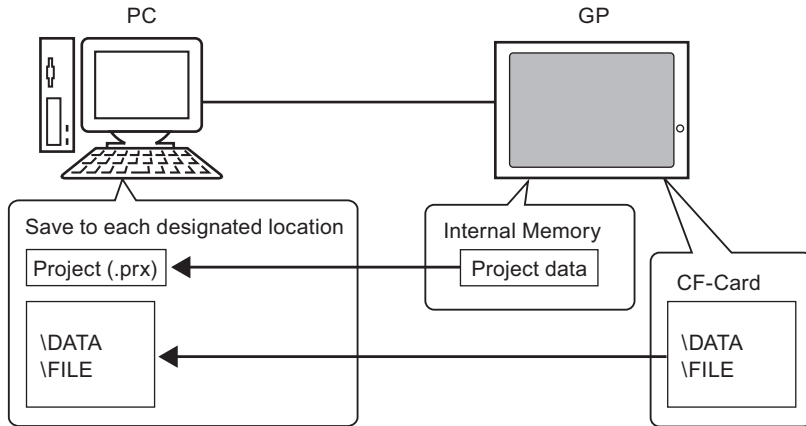 PC
GP
Save to each designated location
Internal Memory
Project (.prx)
Project data
CF-Card
\DATA
\FILE
\DATA
\FILE